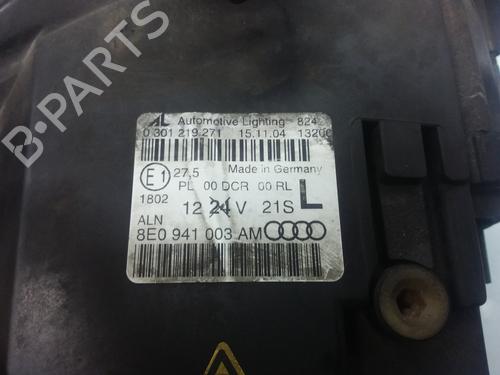 B-PARTS
AL Automotive Lighting 824
0 301 219 271 15.11.04 1320
E1 27,5 Made in Germany
PL 00 DCR 00 RL
1802
12 24 V 21S L
ALN
8E0 941 003 AM